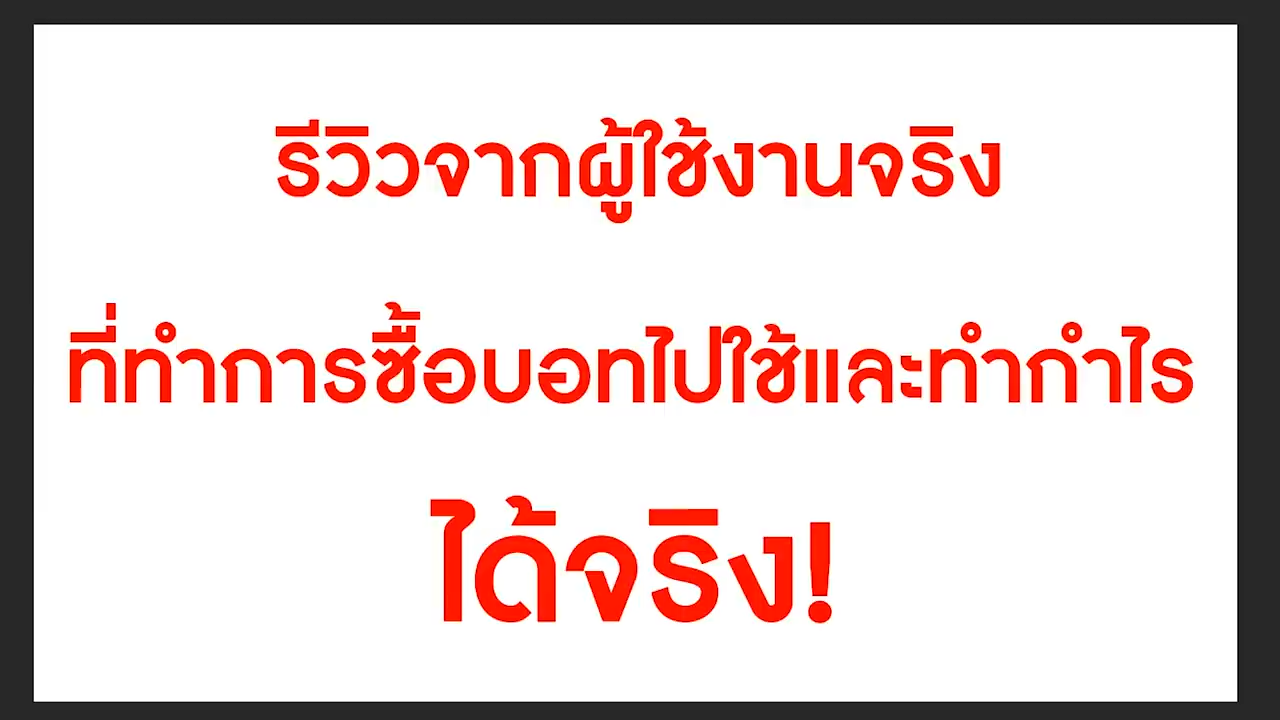 รีวิวจากผู้ใช้งานจริง
ที่ทำการซื้อบอทไปใช้และทำกำไร
ได้จริง!